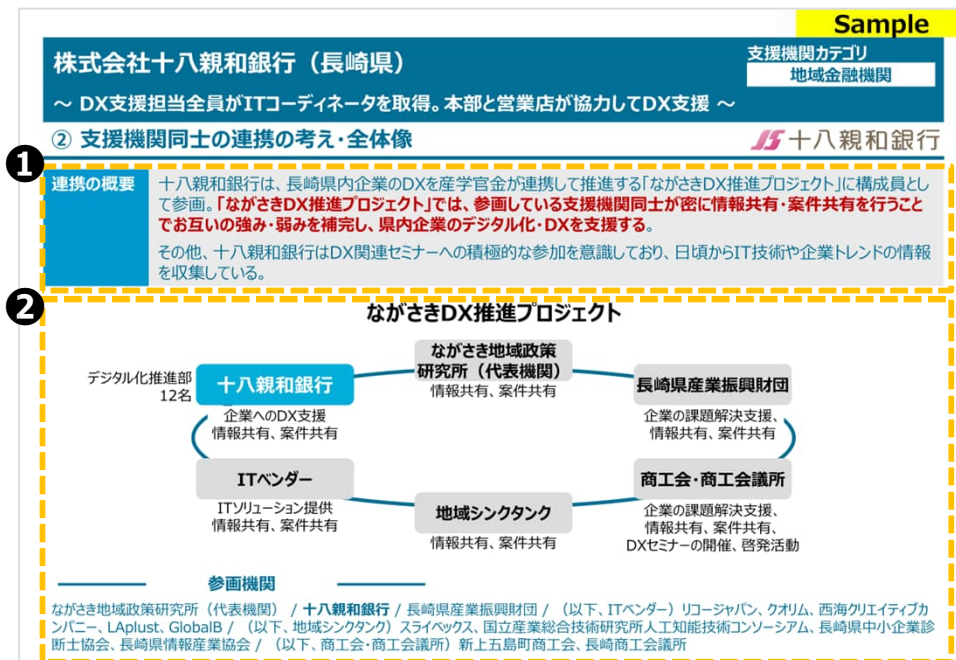 Sample
株式会社十八親和銀行（長崎県）
支援機関カテゴリ
地域金融機関
～ DX支援担当全員がITコーディネータを取得。本部と営業店が協力してDX支援 ～
② 支援機関同士の連携の考え・全体像
十八親和銀行
❶
連携の概要
十八親和銀行は、長崎県内企業のDXを産学官金が連携して推進する「ながさきDX推進プロジェクト」に構成員とし
て参画。「ながさきDX推進プロジェクト」では、参画している支援機関同士が密に情報共有・案件共有を行うこと
でお互いの強み・弱みを補完し、県内企業のデジタル化・DXを支援する。
その他、十八親和銀行はDX関連セミナーへの積極的な参加を意識しており、日頃からIT技術や企業トレンドの情報
を収集している。
❷
ながさきDX推進プロジェクト
デジタル化推進部
12名
十八親和銀行
企業へのDX支援
情報共有、案件共有
ながさき地域政策
研究所（代表機関）
情報共有、案件共有
長崎県産業振興財団
企業の課題解決支援、
情報共有、案件共有
ITベンダー
ITソリューション提供
情報共有、案件共有
地域シンクタンク
情報共有、案件共有
商工会・商工会議所
企業の課題解決支援、
情報共有、案件共有、
DXセミナーの開催、啓発活動
参画機関
ながさき地域政策研究所（代表機関） / 十八親和銀行 / 長崎県産業振興財団 / （以下、ITベンダー）リコージャパン、クオリム、西海クリエイティブカ
ンパニー、LAplust、GlobalB / （以下、地域シンクタンク）スライベックス、国立産業総合技術研究所人工知能技術コンソーシアム、長崎県中小企業診
断士協会、長崎県情報産業協会 / （以下、商工会・商工会議所）新上五島町商工会、長崎商工会議所